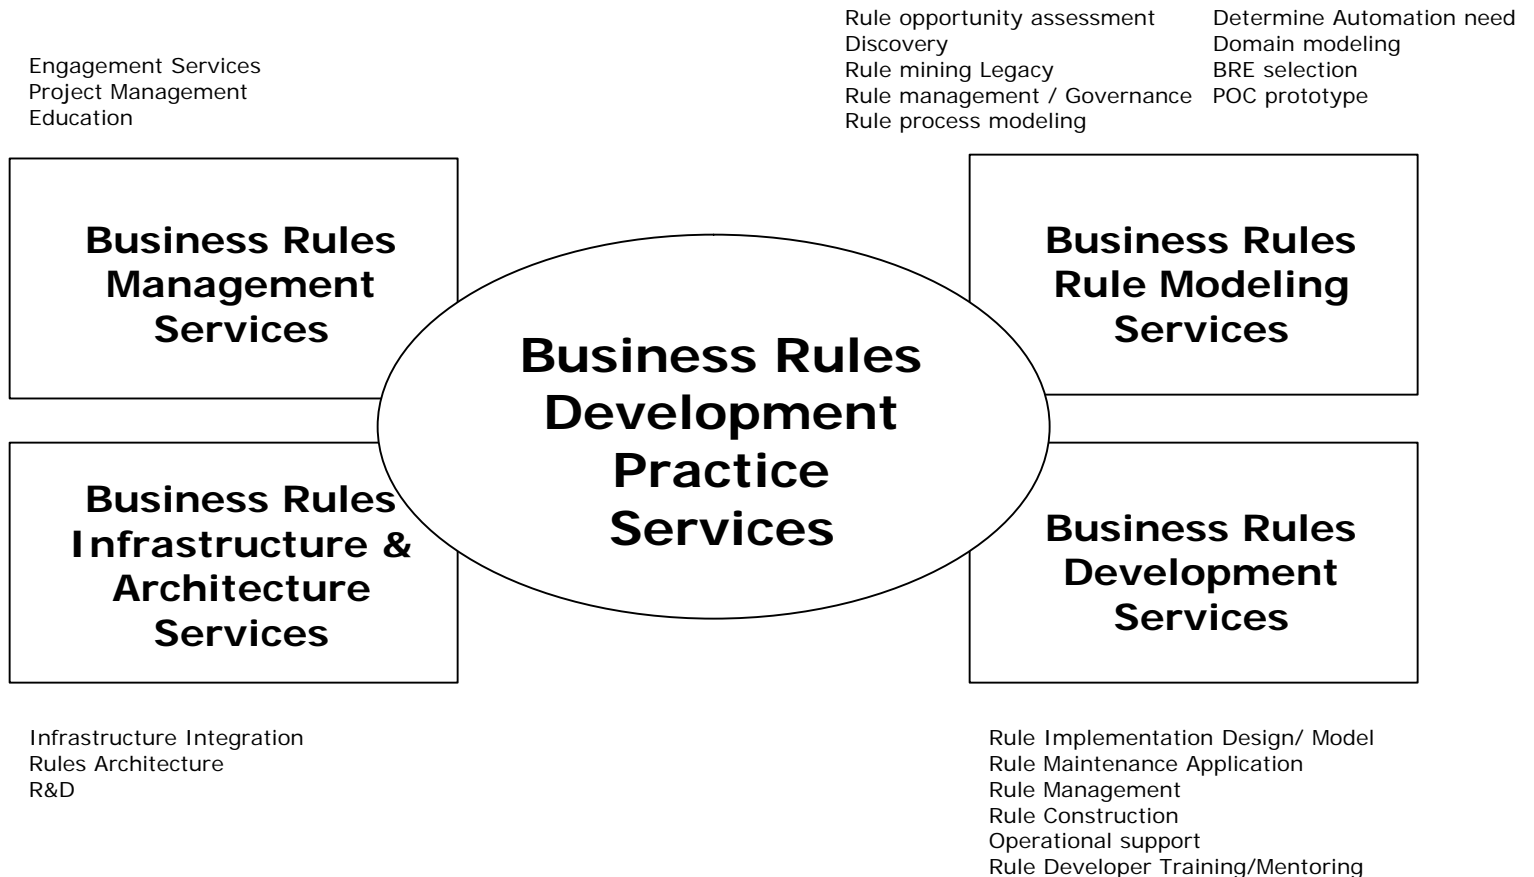 Engagement Services
Project Management
Education
Rule opportunity assessment
Discovery
Rule mining Legacy
Rule management / Governance
Rule process modeling
Determine Automation need
Domain modeling
BRE selection
POC prototype
Business Rules
Management
Services
Business Rules
Rule Modeling
Services
Business Rules
Development
Practice
Services
Business Rules
Infrastructure &
Architecture
Services
Business Rules
Development
Services
Infrastructure Integration
Rules Architecture
R&D
Rule Implementation Design/ Model
Rule Maintenance Application
Rule Management
Rule Construction
Operational support
Rule Developer Training/Mentoring